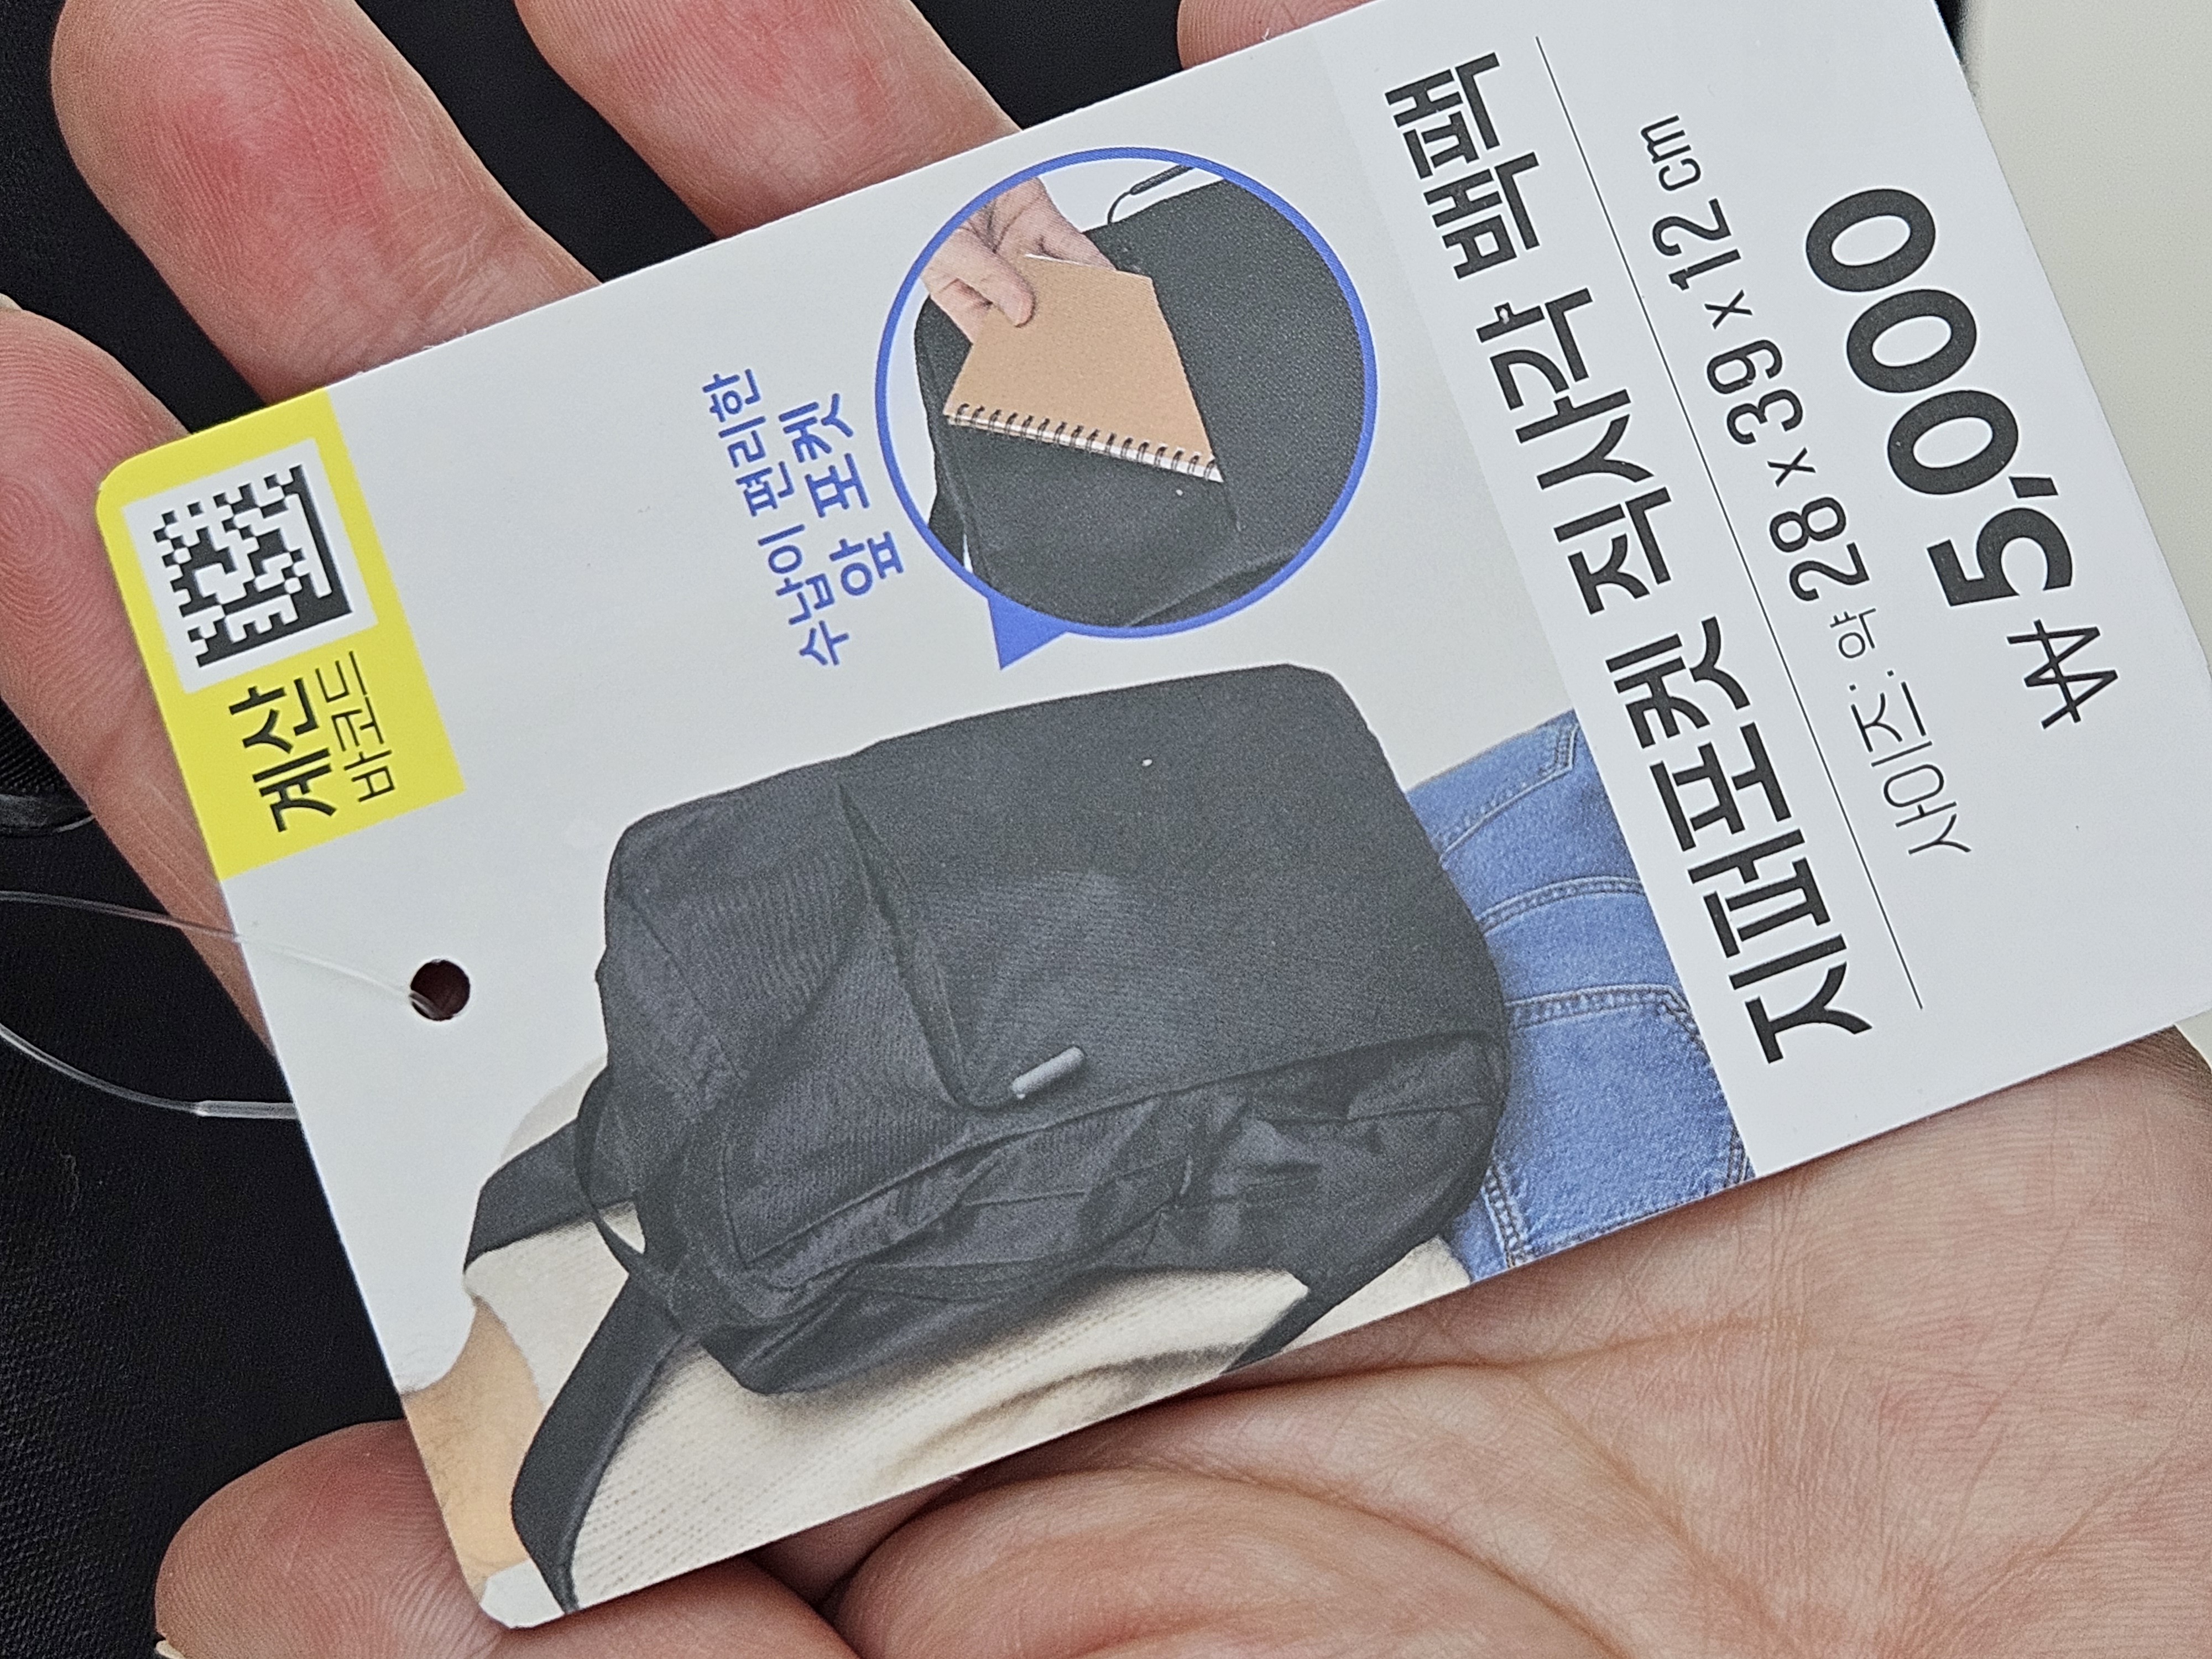 계산
바코드
수납이 편리한
앞 포켓
지퍼포켓 직사각 백팩
사이즈: 약 28 x 39 x 12 cm
₩ 5,000